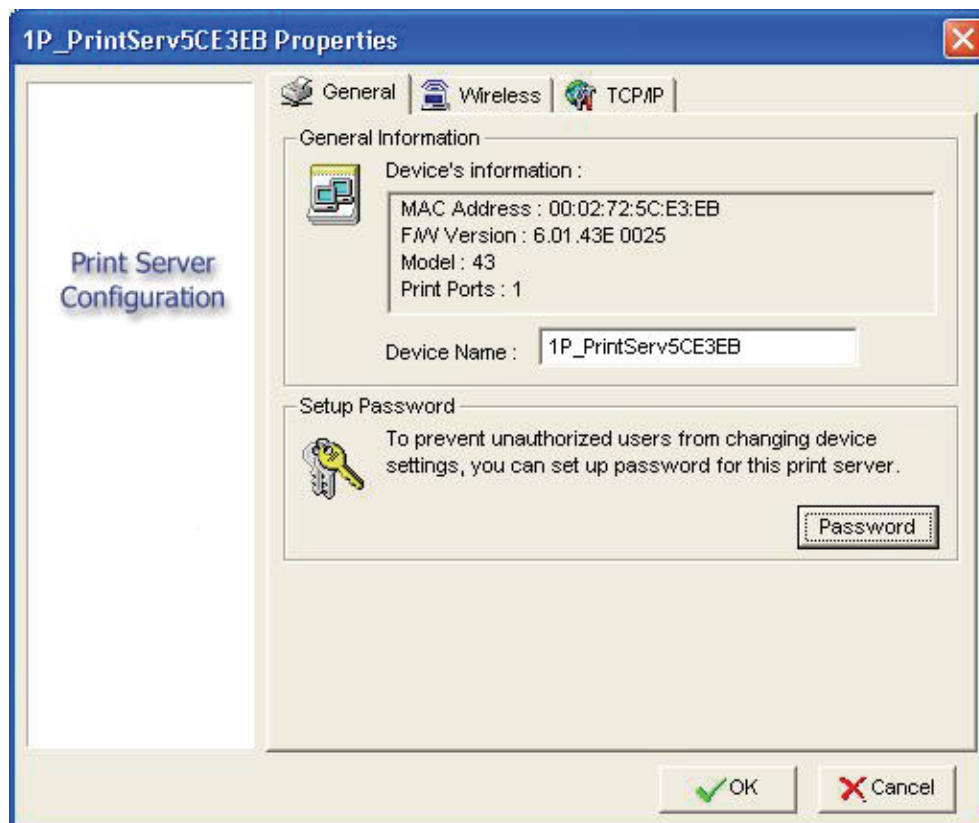 1P_PrintServ5CE3EB Properties
General
Wireless
TCP/IP
Print Server
Configuration
General Information
Device's information :
MAC Address : 00:02:72:5C:E3:EB
F/W Version : 6.01.43E 0025
Model : 43
Print Ports : 1
Device Name :
1P_PrintServ5CE3EB
Setup Password
To prevent unauthorized users from changing device
settings, you can set up password for this print server.
Password
OK
Cancel